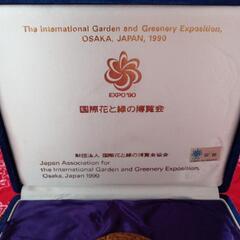 The International Garden and Greenery Exposition,
OSAKA, JAPAN, 1990
EXPO'90
国際花と緑の博覧会
財団法人 国際花と緑の博覧会協会
Japan Association for
the International Garden and Greenery Exposition,
Osaka, Japan 1990